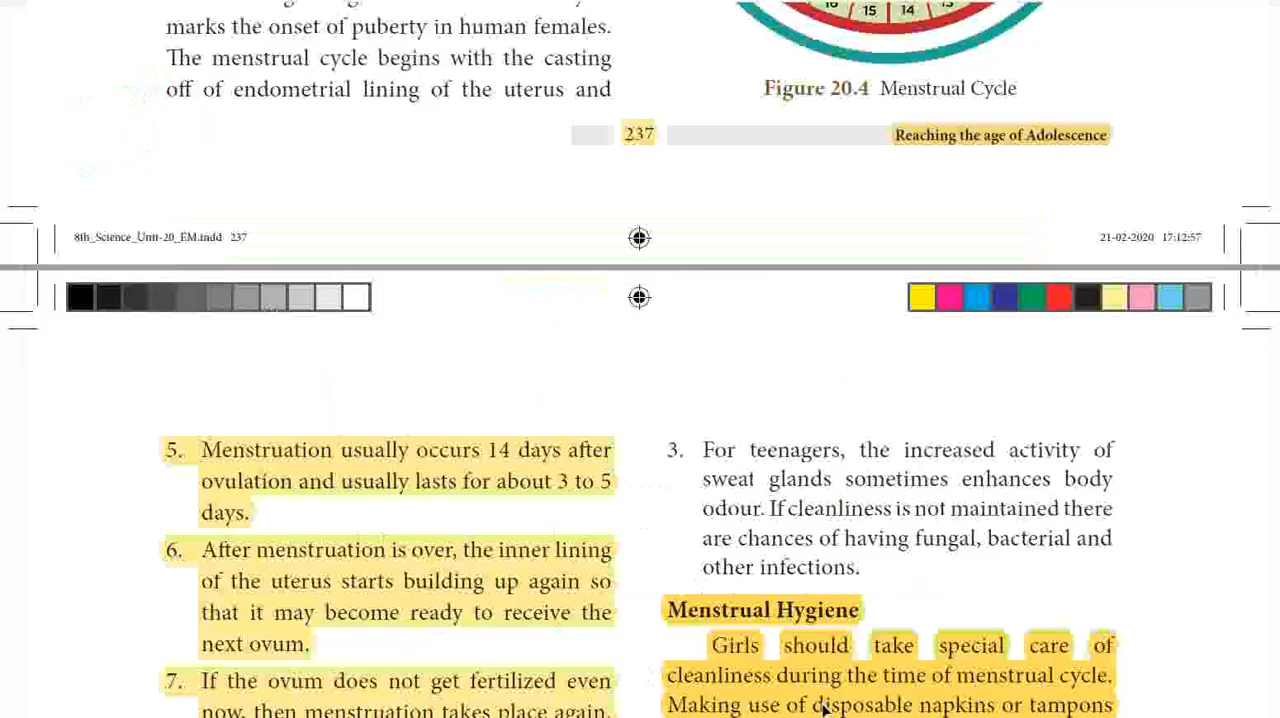 marks the onset of puberty in human females.
The menstrual cycle begins with the casting
off of endometrial lining of the uterus and
15 14
Figure 20.4 Menstrual Cycle
237
Reaching the age of Adolescence
8th_Science_Unit-20_EM.indd 237
21-02-2020 17:12:57
5. Menstruation usually occurs 14 days after
ovulation and usually lasts for about 3 to 5
days.
6. After menstruation is over, the inner lining
of the uterus starts building up again so
that it may become ready to receive the
next ovum.
7. If the ovum does not get fertilized even
now, then menstruation takes place again.
3. For teenagers, the increased activity of
sweat glands sometimes enhances body
odour. If cleanliness is not maintained there
are chances of having fungal, bacterial and
other infections.
Menstrual Hygiene
Girls should take special care of
cleanliness during the time of menstrual cycle.
Making use of disposable napkins or tampons